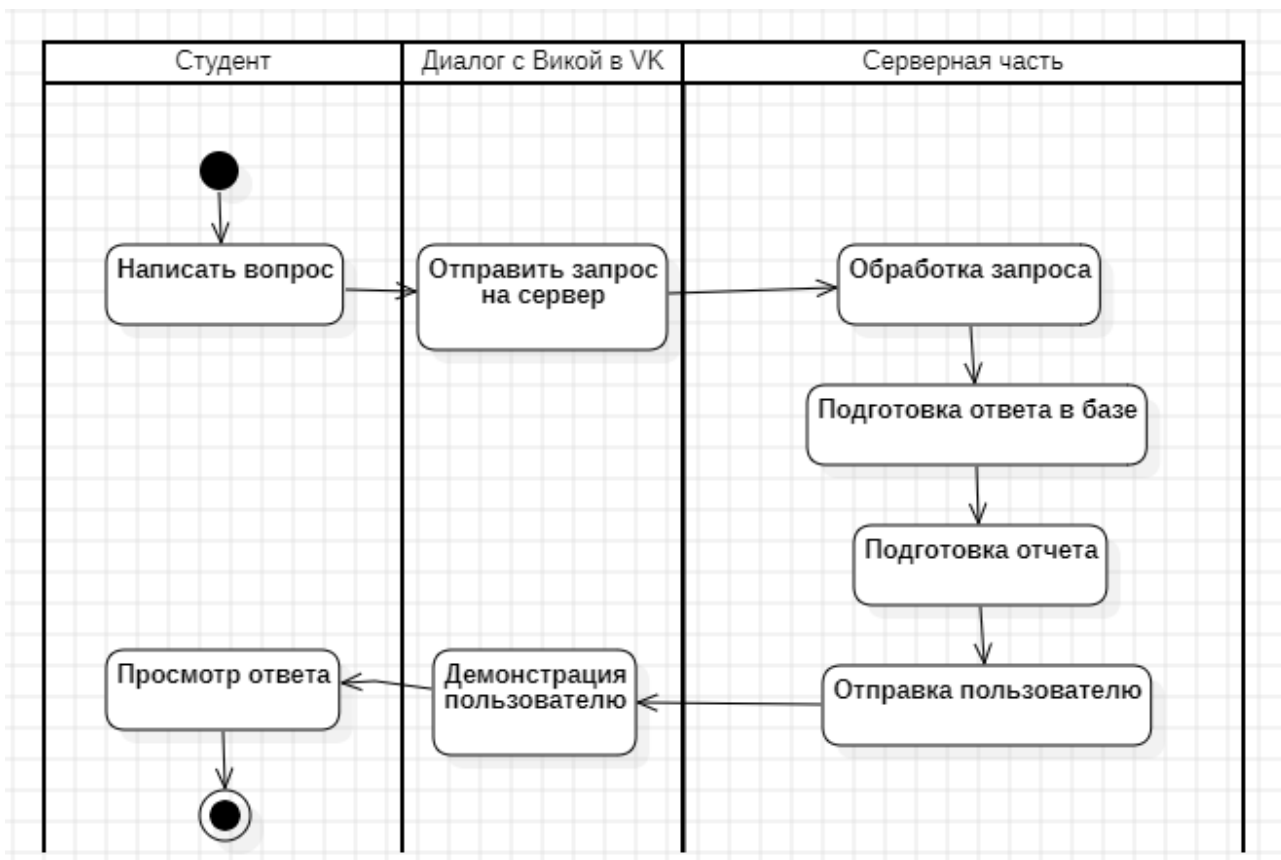 Студент
Диалог с Викой в VK
Серверная часть
Написать вопрос
Отправить запрос
на сервер
Обработка запроса
Подготовка ответа в базе
Подготовка отчета
Просмотр ответа
Демонстрация
пользователю
Отправка пользователю